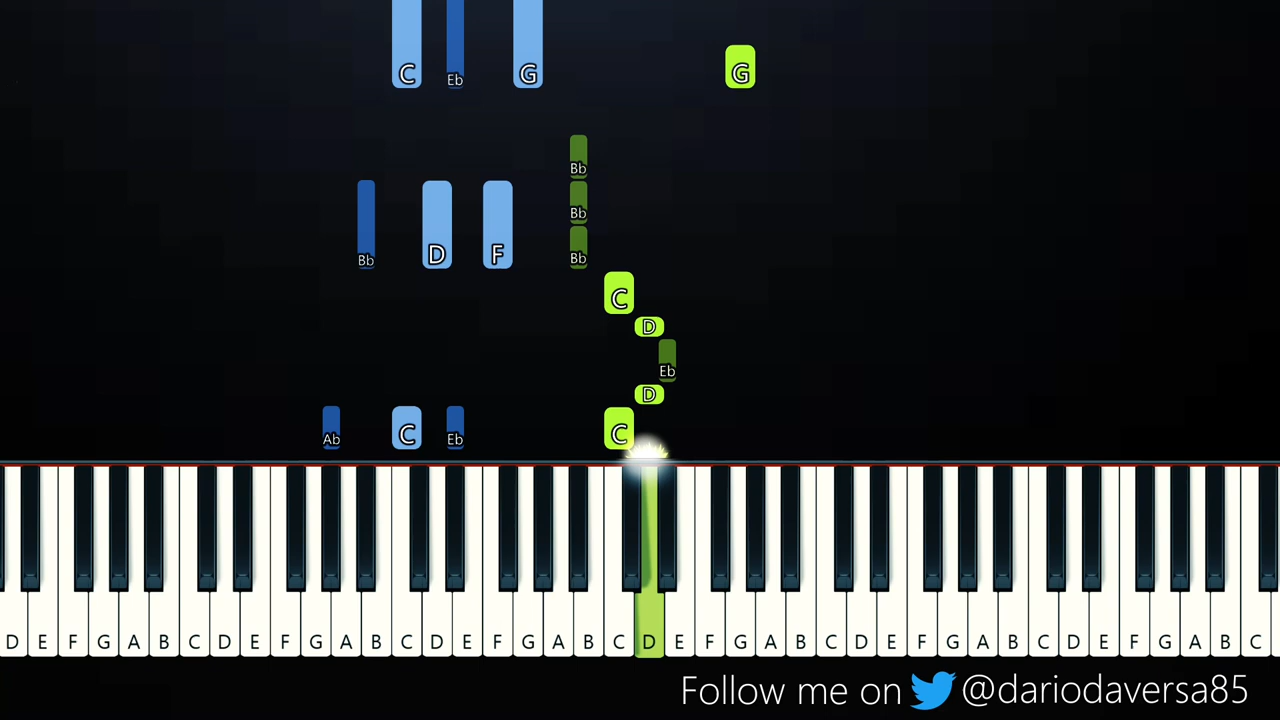 C Eb G G
Bb
Bb
Bb D F Bb
C
D
Eb
D
Ab C Eb C
D E F G A B C D E F G A B C D E F G A B C D E F G A B C D E F G A B C D E F G A B C
Follow me on @dariodaversa85